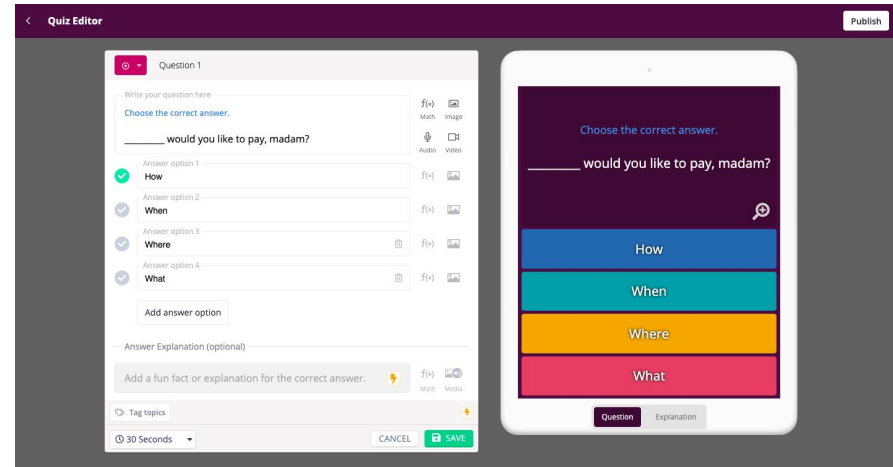 Quiz Editor
Publish
Question 1
Write your question here
Choose the correct answer.
________ would you like to pay, madam?
f(×) Math
Image
Audio
Video
Answer option 1
How
f(×)
Answer option 2
When
f(×)
Answer option 3
Where
f(×)
Answer option 4
What
f(×)
Add answer option
Answer Explanation (optional)
Add a fun fact or explanation for the correct answer.
f(×) Math
Media
Tag topics
30 Seconds
CANCEL
SAVE
Choose the correct answer.
________ would you like to pay, madam?
How
When
Where
What
Question
Explanation